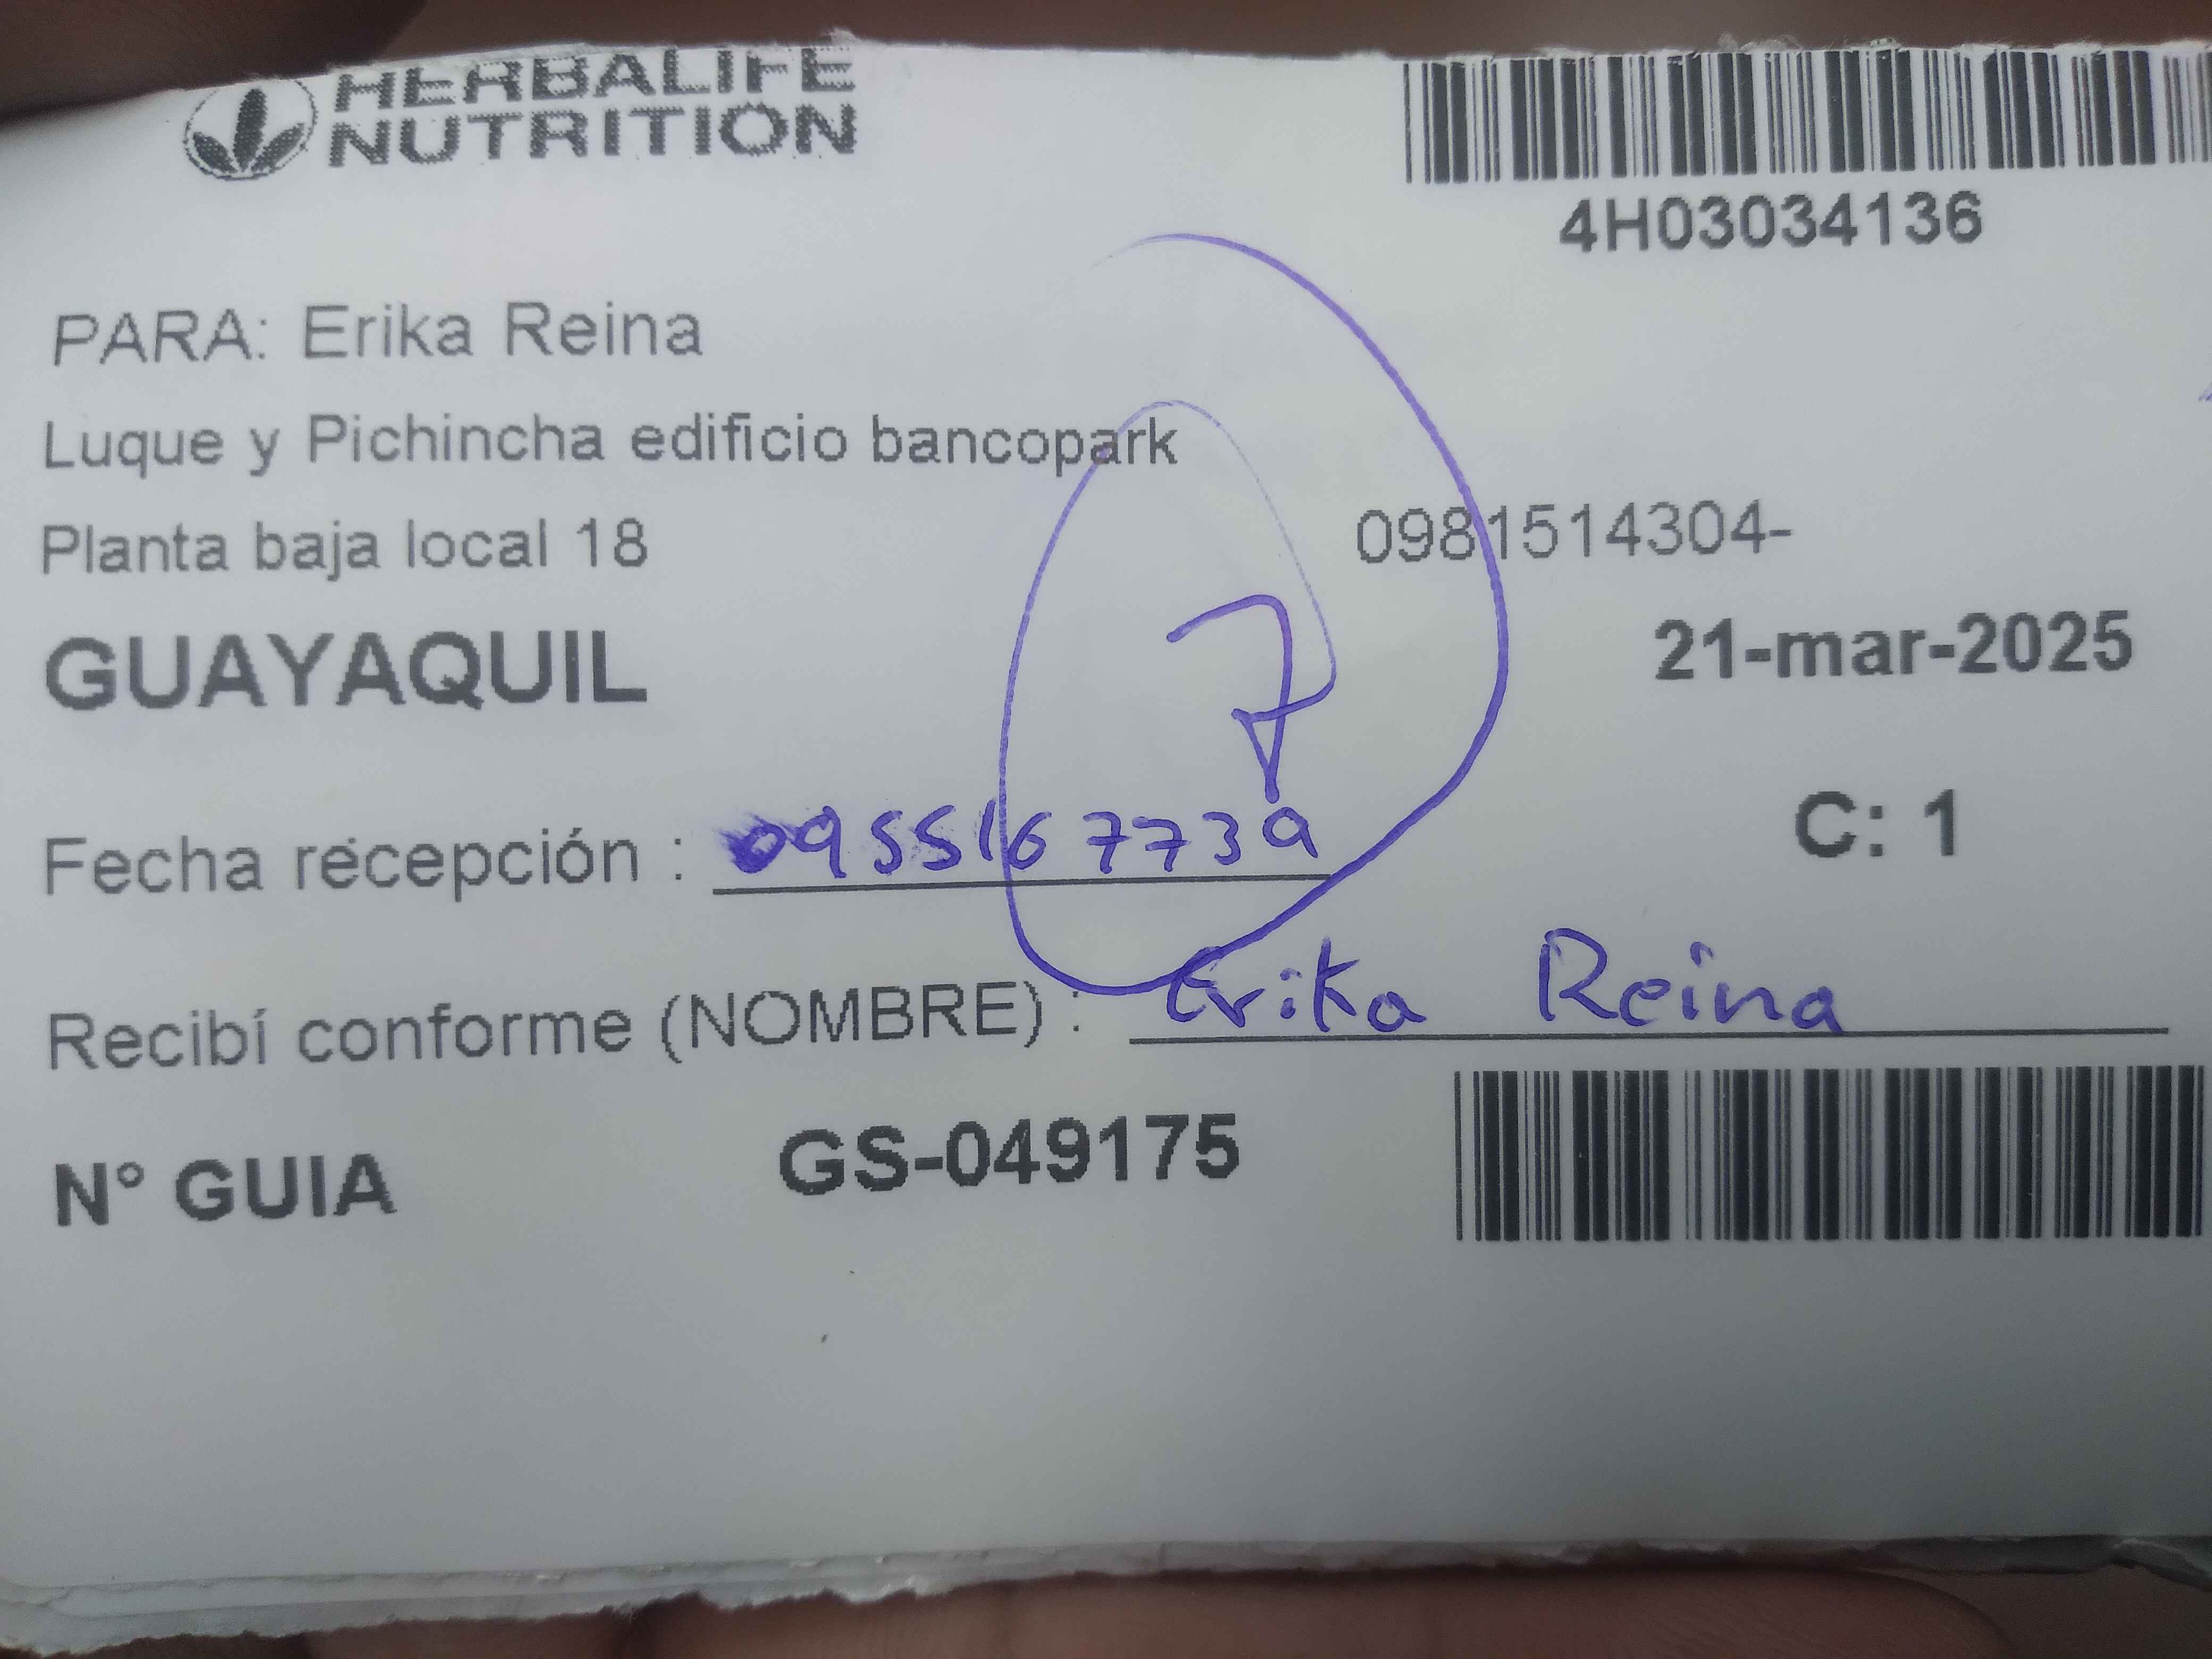 HERBALIFE
NUTRITION
4H03034136
PARA: Erika Reina
Luque y Pichincha edificio bancopark
Planta baja local 18
0981514304-
GUAYAQUIL
21-mar-2025
7
Fecha recepción : 0955167739
C: 1
Recibí conforme (NOMBRE) : Erika Reina
N° GUIA GS-049175